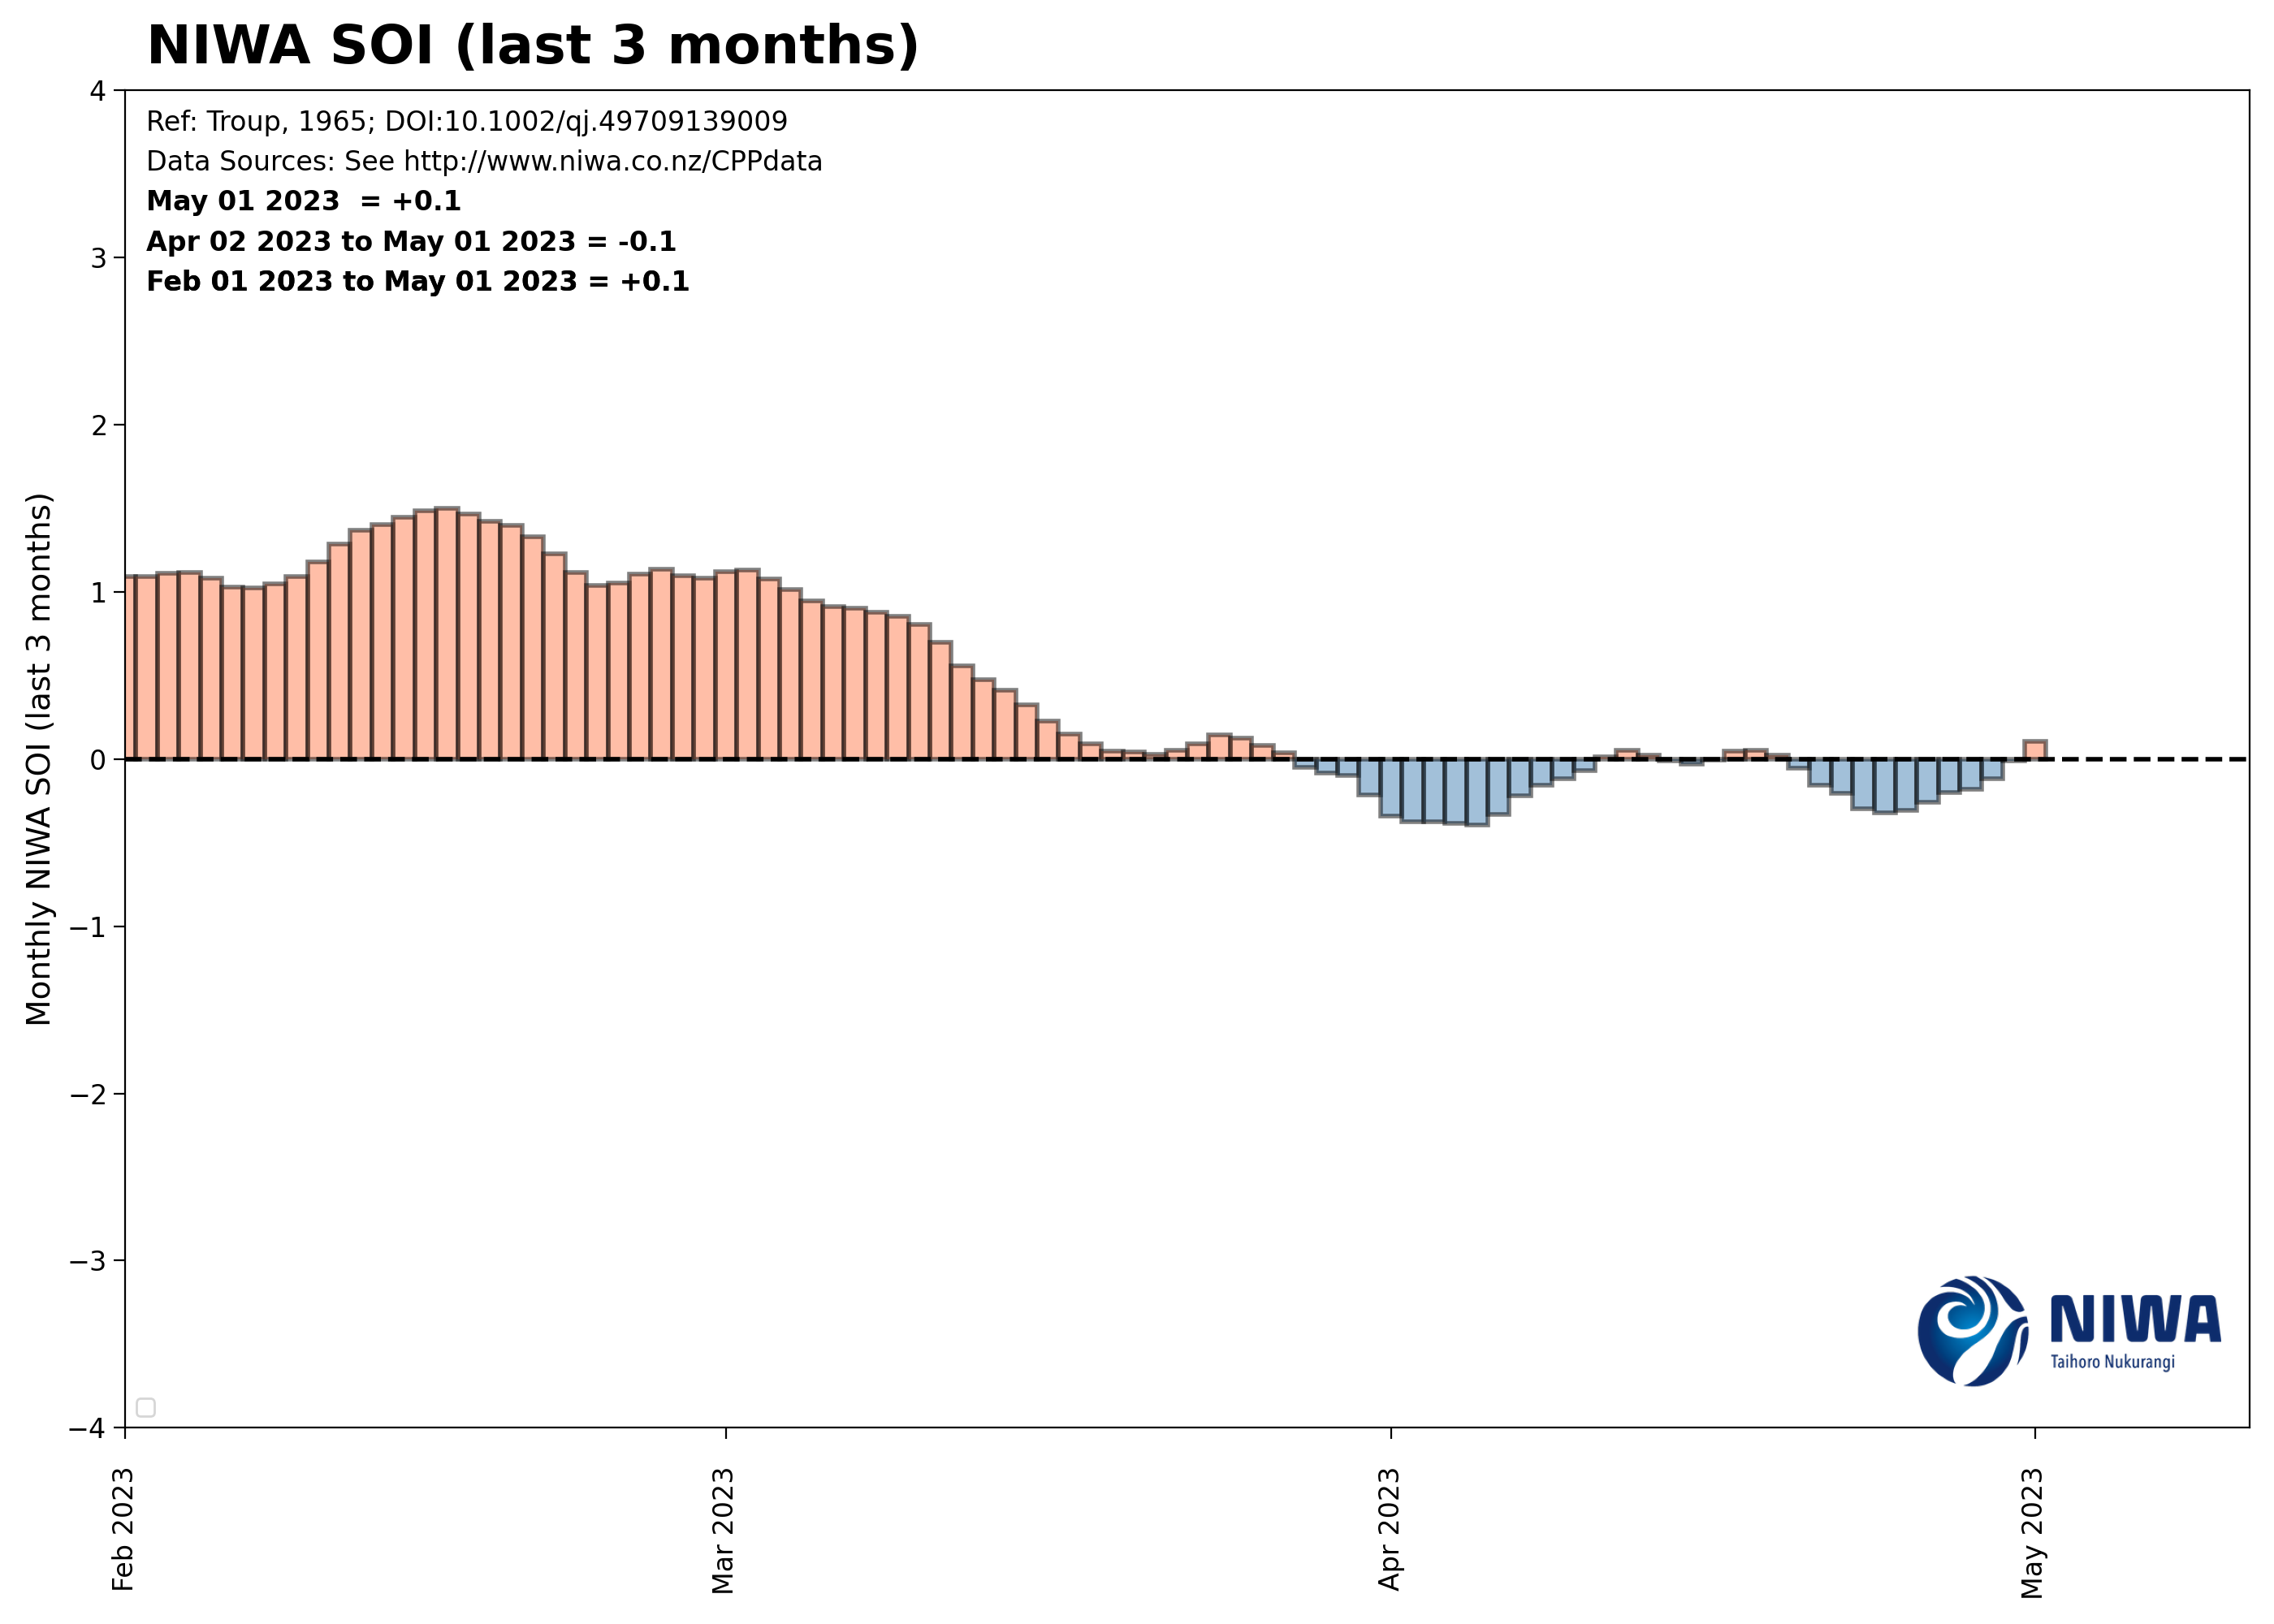 NIWA SOI (last 3 months)
Ref: Troup, 1965; DOI:10.1002/qj.49709139009
Data Sources: See http://www.niwa.co.nz/CPPdata
May 01 2023  = +0.1
Apr 02 2023 to May 01 2023 = -0.1
Feb 01 2023 to May 01 2023 = +0.1
Monthly NIWA SOI (last 3 months)
4
3
2
1
0
−1
−2
−3
−4
NIWA
Taihoro Nukurangi
Feb 2023
Mar 2023
Apr 2023
May 2023